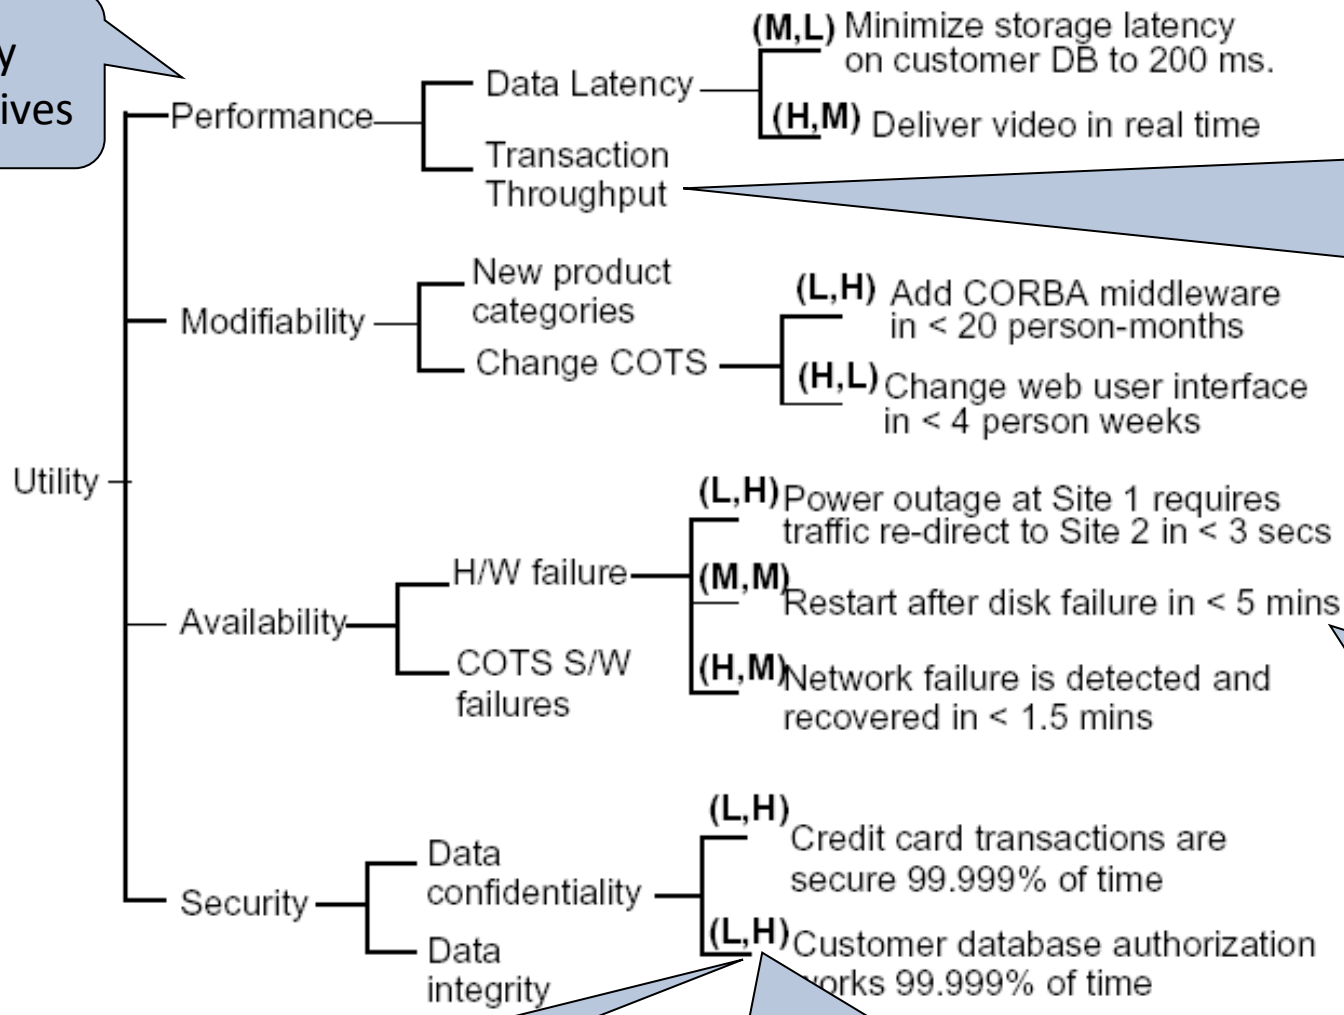 y
ives
Utility
Performance
Data Latency
(M,L) Minimize storage latency
on customer DB to 200 ms.
(H,M) Deliver video in real time
Transaction
Throughput
Modifiability
New product
categories
Change COTS
(L,H) Add CORBA middleware
in < 20 person-months
(H,L) Change web user interface
in < 4 person weeks
Availability
H/W failure
(L,H) Power outage at Site 1 requires
traffic re-direct to Site 2 in < 3 secs
(M,M) Restart after disk failure in < 5 mins
(H,M) Network failure is detected and
recovered in < 1.5 mins
COTS S/W
failures
Security
Data
confidentiality
(L,H) Credit card transactions are
secure 99.999% of time
(L,H) Customer database authorization
works 99.999% of time
Data
integrity